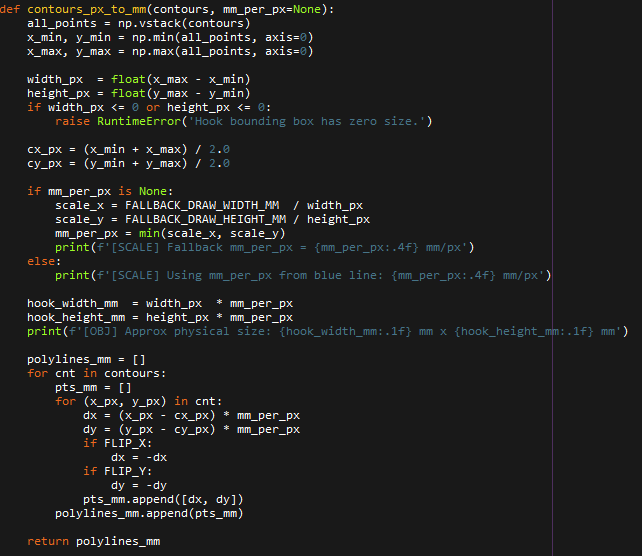 def contours_px_to_mm(contours, mm_per_px=None):
    all_points = np.vstack(contours)
    x_min, y_min = np.min(all_points, axis=0)
    x_max, y_max = np.max(all_points, axis=0)

    width_px  = float(x_max - x_min)
    height_px = float(y_max - y_min)
    if width_px <= 0 or height_px <= 0:
        raise RuntimeError('Hook bounding box has zero size.')

    cx_px = (x_min + x_max) / 2.0
    cy_px = (y_min + y_max) / 2.0

    if mm_per_px is None:
        scale_x = FALLBACK_DRAW_WIDTH_MM  / width_px
        scale_y = FALLBACK_DRAW_HEIGHT_MM / height_px
        mm_per_px = min(scale_x, scale_y)
        print(f'[SCALE] Fallback mm_per_px = {mm_per_px:.4f} mm/px')
    else:
        print(f'[SCALE] Using mm_per_px from blue line: {mm_per_px:.4f} mm/px')

    hook_width_mm  = width_px  * mm_per_px
    hook_height_mm = height_px * mm_per_px
    print(f'[OBJ] Approx physical size: {hook_width_mm:.1f} mm x {hook_height_mm:.1f} mm')

    polylines_mm = []
    for cnt in contours:
        pts_mm = []
        for (x_px, y_px) in cnt:
            dx = (x_px - cx_px) * mm_per_px
            dy = (y_px - cy_px) * mm_per_px
            if FLIP_X:
                dx = -dx
            if FLIP_Y:
                dy = -dy
            pts_mm.append([dx, dy])
        polylines_mm.append(pts_mm)

    return polylines_mm